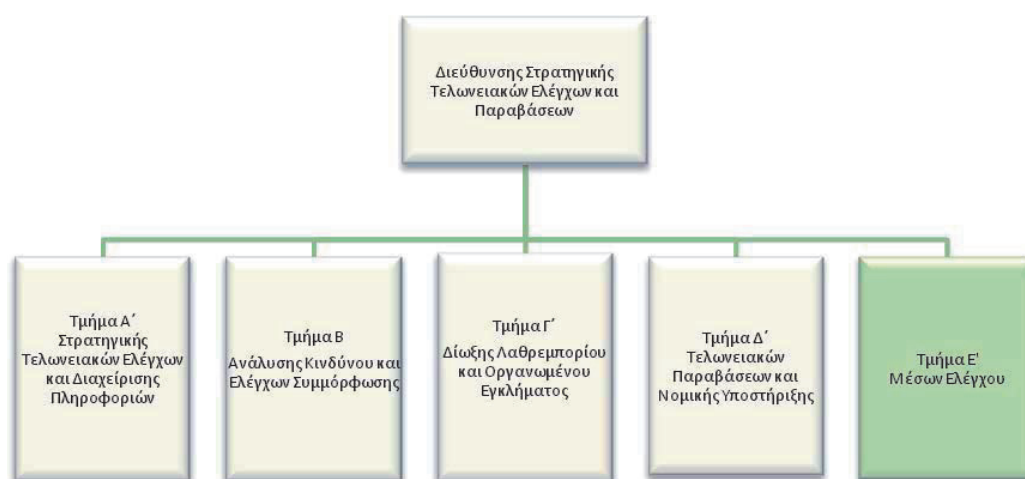 Διεύθυνσης Στρατηγικής
Τελωνειακών Ελέγχων και
Παραβάσεων
Τμήμα Α΄
Στρατηγικής
Τελωνειακών Ελέγχων
και Διαχείρισης
Πληροφοριών
Τμήμα Β
Ανάλυσης Κινδύνου και
Ελέγχων Συμμόρφωσης
Τμήμα Γ΄
Δίωξης Λαθρεμπορίου
και Οργανωμένου
Εγκλήματος
Τμήμα Δ΄
Τελωνειακών
Παραβάσεων και
Νομικής Υποστήριξης
Τμήμα Ε'
Μέσων Ελέγχου